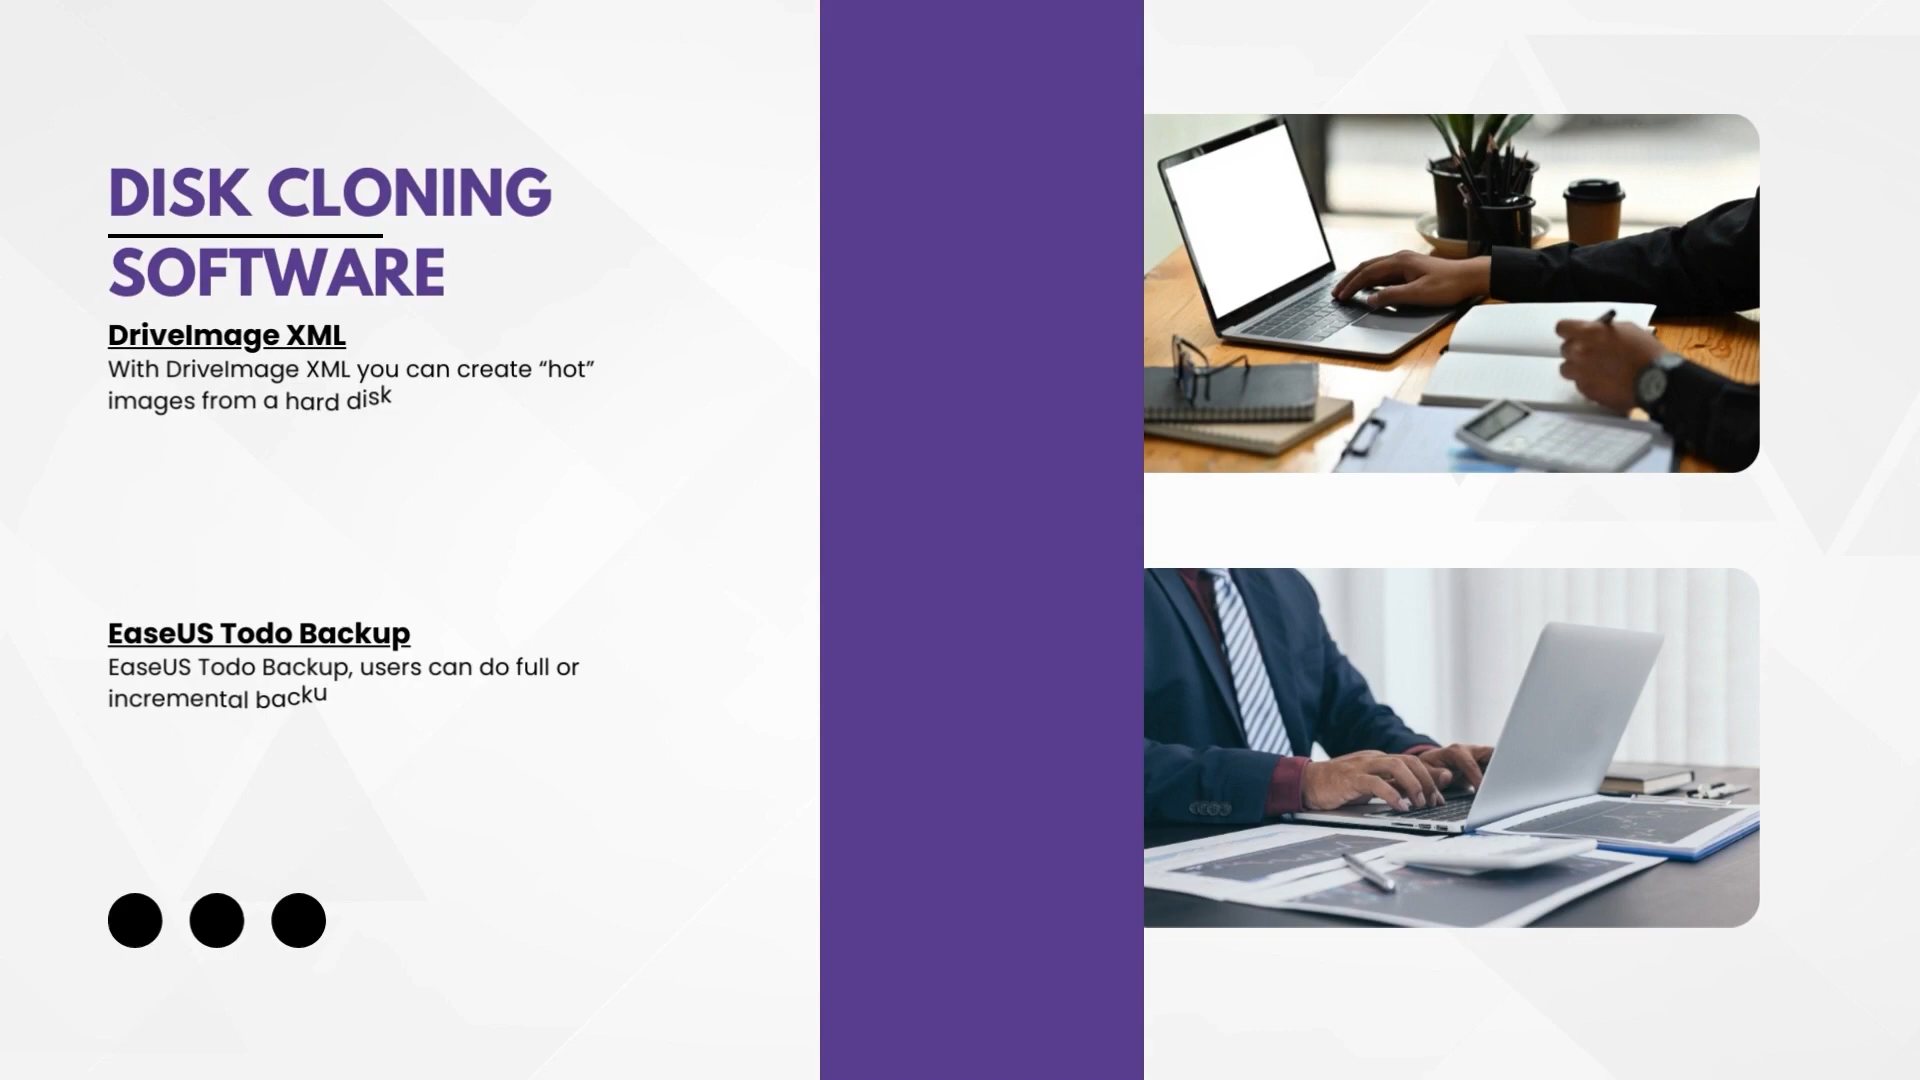 DISK CLONING
SOFTWARE
DriveImage XML
With DriveImage XML you can create “hot”
images from a hard disk
EaseUS Todo Backup
EaseUS Todo Backup, users can do full or
incremental backu